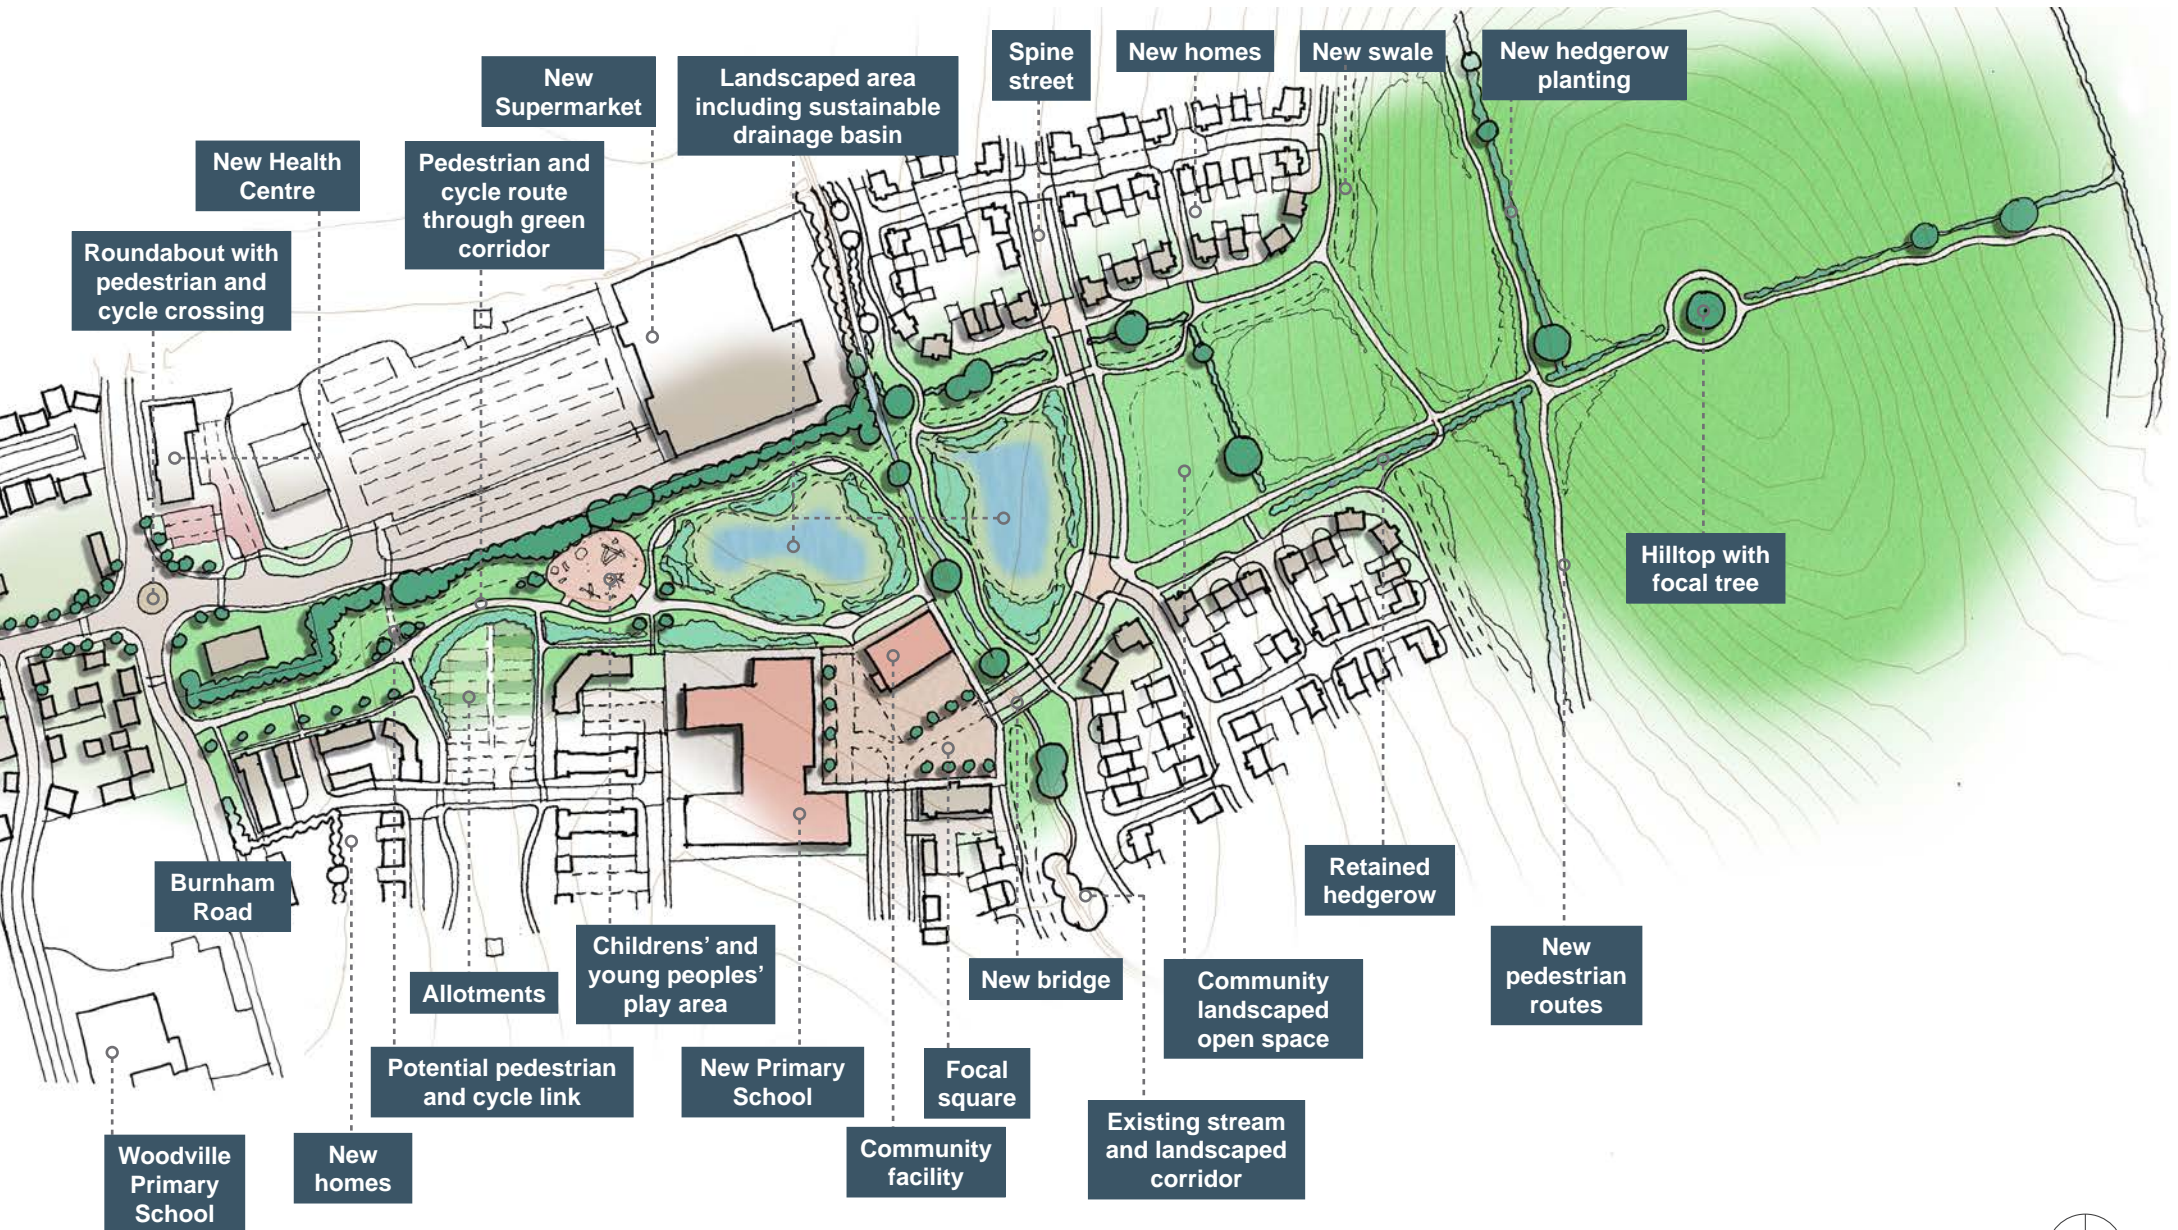 Spine
street
New homes
New swale
New hedgerow
planting
New
Supermarket
Landscaped area
including sustainable
drainage basin
New Health
Centre
Pedestrian and
cycle route
through green
corridor
Roundabout with
pedestrian and
cycle crossing
Hilltop with
focal tree
Burnham
Road
Retained
hedgerow
Childrens’ and
young peoples’
play area
New
pedestrian
routes
Allotments
New bridge
Community
landscaped
open space
Potential pedestrian
and cycle link
New Primary
School
Focal
square
Existing stream
and landscaped
corridor
Community
facility
Woodville
Primary
School
New
homes